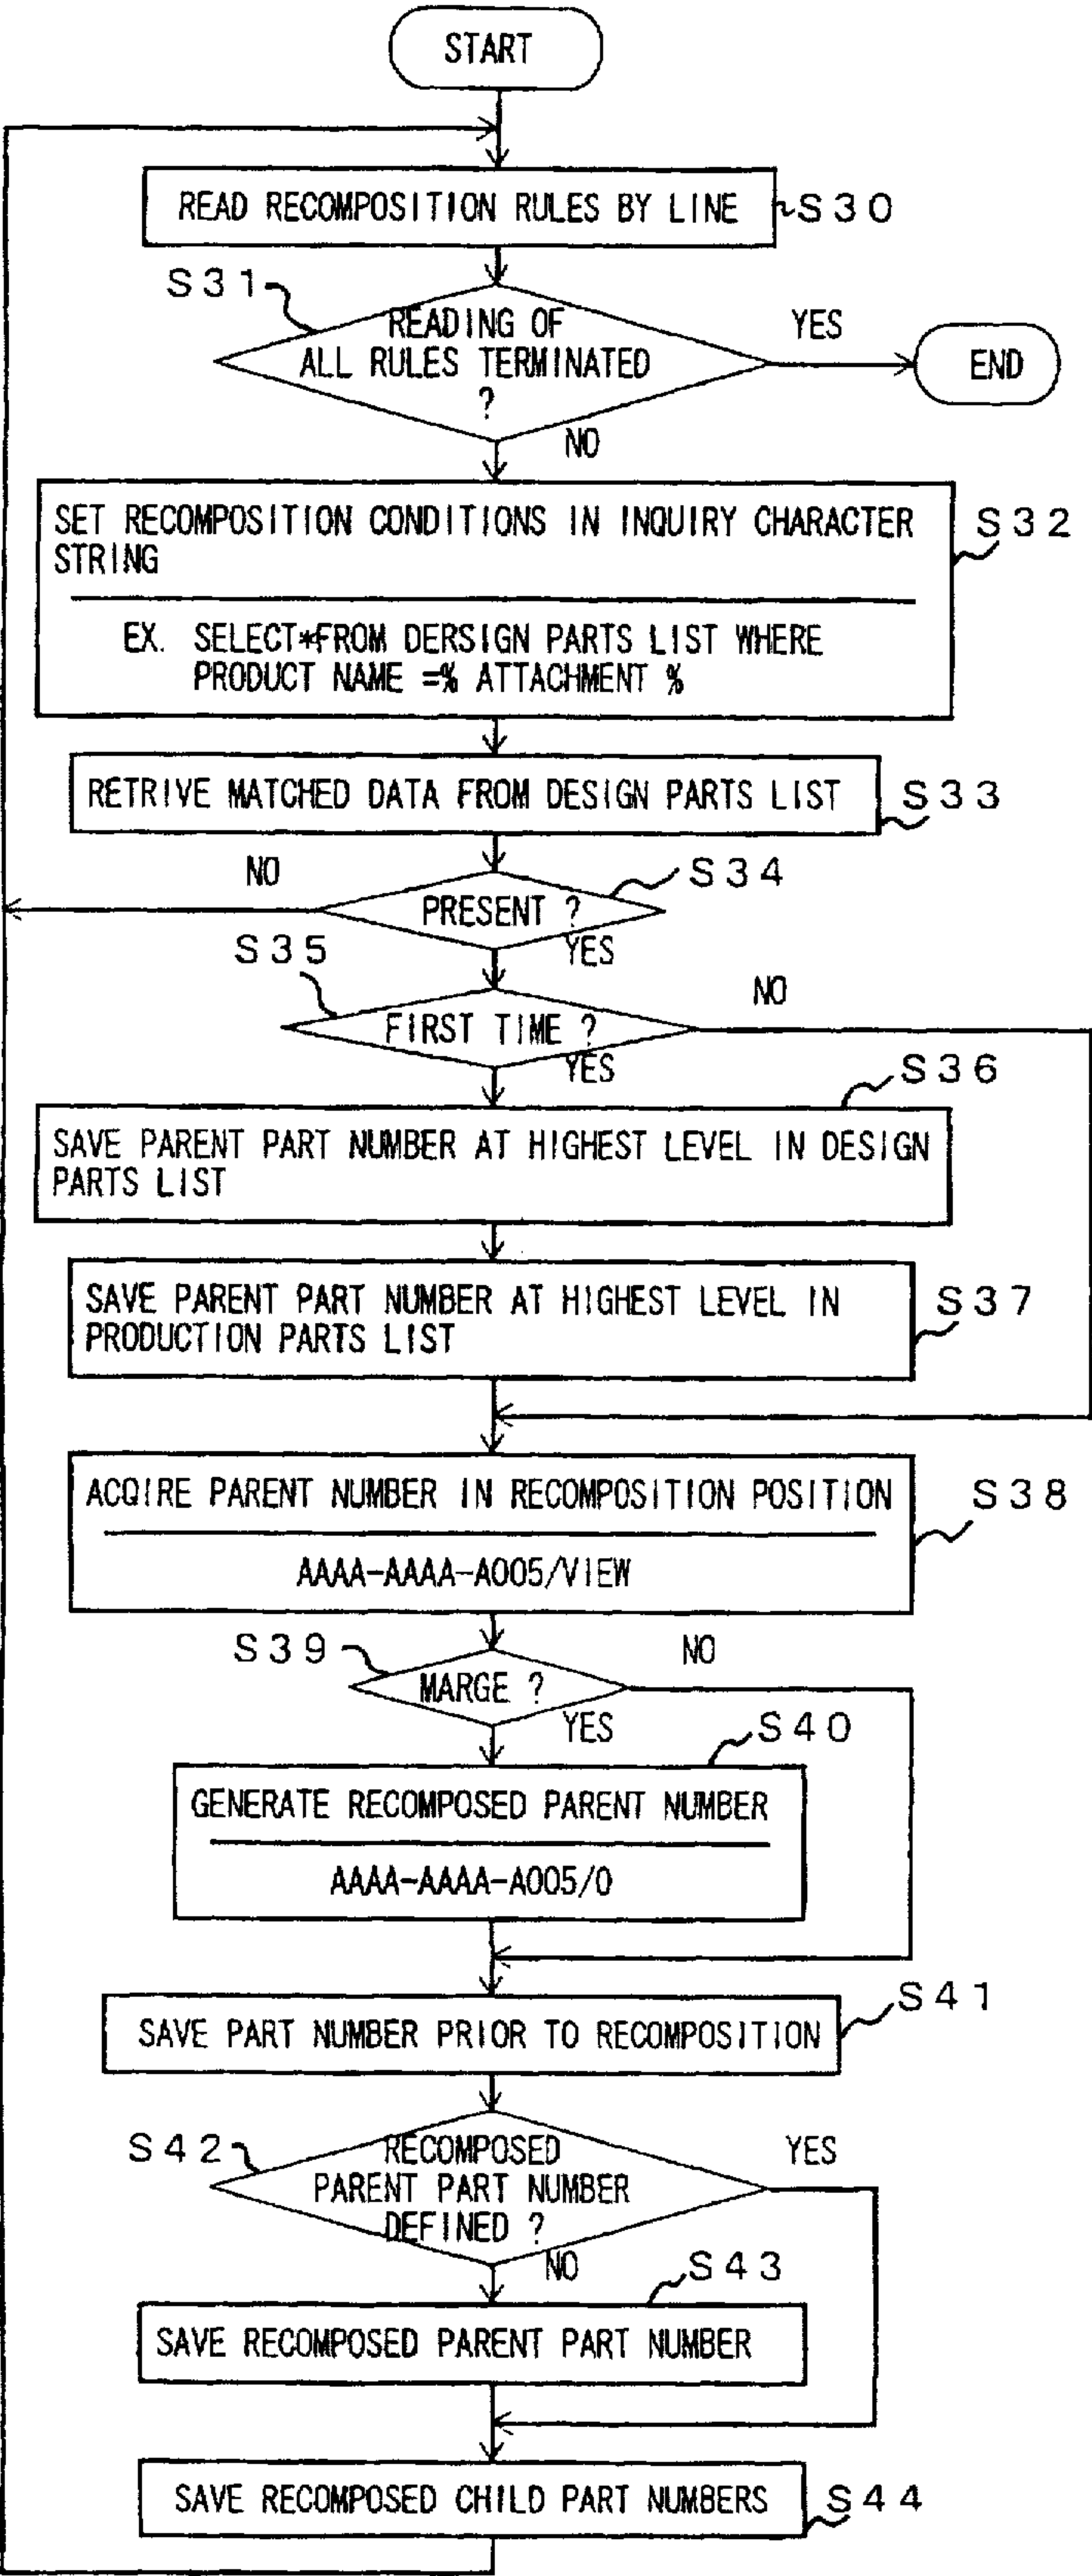 START
READ RECOMPOSITION RULES BY LINE
S30
S31
READING OF
ALL RULES TERMINATED
?
YES
END
NO
SET RECOMPOSITION CONDITIONS IN INQUIRY CHARACTER
STRING
S32
EX. SELECT*FROM DERSIGN PARTS LIST WHERE
PRODUCT NAME =% ATTACHMENT %
RETRIVE MATCHED DATA FROM DESIGN PARTS LIST
S33
NO
S34
PRESENT ?
YES
S35
NO
FIRST TIME ?
YES
S36
SAVE PARENT PART NUMBER AT HIGHEST LEVEL IN DESIGN
PARTS LIST
SAVE PARENT PART NUMBER AT HIGHEST LEVEL IN
PRODUCTION PARTS LIST
S37
ACQIRE PARENT NUMBER IN RECOMPOSITION POSITION
S38
AAAA-AAAA-A005/VIEW
S39
NO
MARGE ?
YES
S40
GENERATE RECOMPOSED PARENT NUMBER
AAAA-AAAA-A005/0
S41
SAVE PART NUMBER PRIOR TO RECOMPOSITION
S42
RECOMPOSED
PARENT PART NUMBER
DEFINED ?
YES
NO
S43
SAVE RECOMPOSED PARENT PART NUMBER
SAVE RECOMPOSED CHILD PART NUMBERS
S44